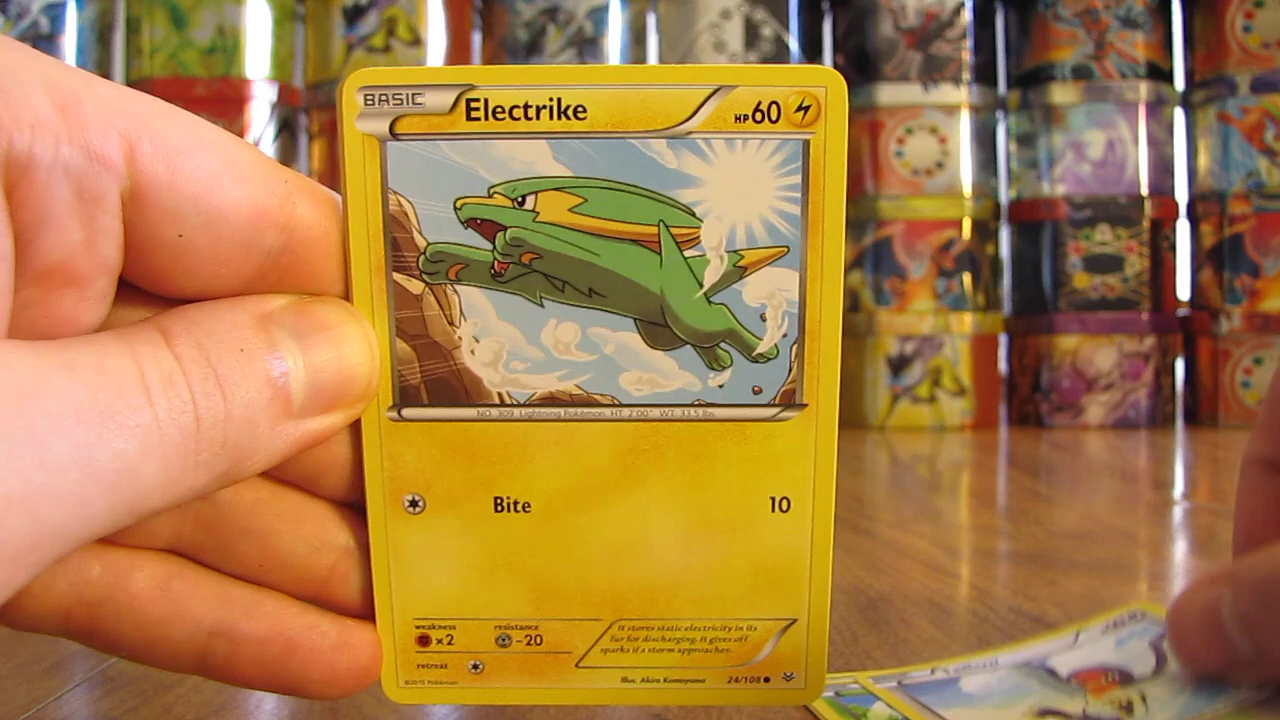 BASIC Electrike HP60
NO. 309 Lightning Pokémon HT: 2'00" WT: 33.5 lbs.
Bite 10
weakness resistance
×2 -20
retreat
It stores static electricity in its
fur for discharging. It gives off
sparks if a storm approaches.
©2015 Pokémon Illus. Akira Komayama 24/108